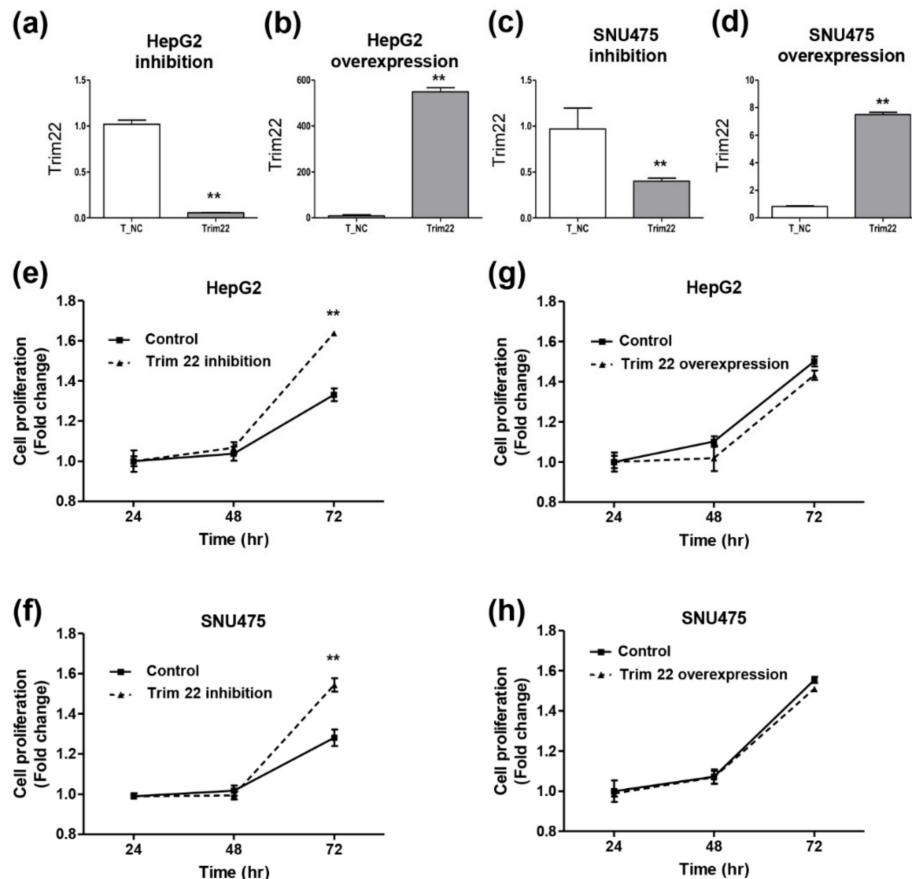 (a)
HepG2
inhibition
Trim22
1.5
1.0
0.5
0.0
**
T_NC
Trim22
(b)
HepG2
overexpression
Trim22
600
400
200
0
**
T_NC
Trim22
(c)
SNU475
inhibition
Trim22
1.5
1.0
0.5
0.0
**
T_NC
Trim22
(d)
SNU475
overexpression
Trim22
8
6
4
2
0
**
T_NC
Trim22
(e)
HepG2
Cell proliferation
(Fold change)
1.8
1.6
1.4
1.2
1.0
0.8
Control
Trim 22 inhibition
**
24
48
72
Time (hr)
(g)
HepG2
Cell proliferation
(Fold change)
1.8
1.6
1.4
1.2
1.0
0.8
Control
Trim 22 overexpression
24
48
72
Time (hr)
(f)
SNU475
Cell proliferation
(Fold change)
1.8
1.6
1.4
1.2
1.0
0.8
Control
Trim 22 inhibition
**
24
48
72
Time (hr)
(h)
SNU475
Cell proliferation
(Fold change)
1.8
1.6
1.4
1.2
1.0
0.8
Control
Trim 22 overexpression
24
48
72
Time (hr)